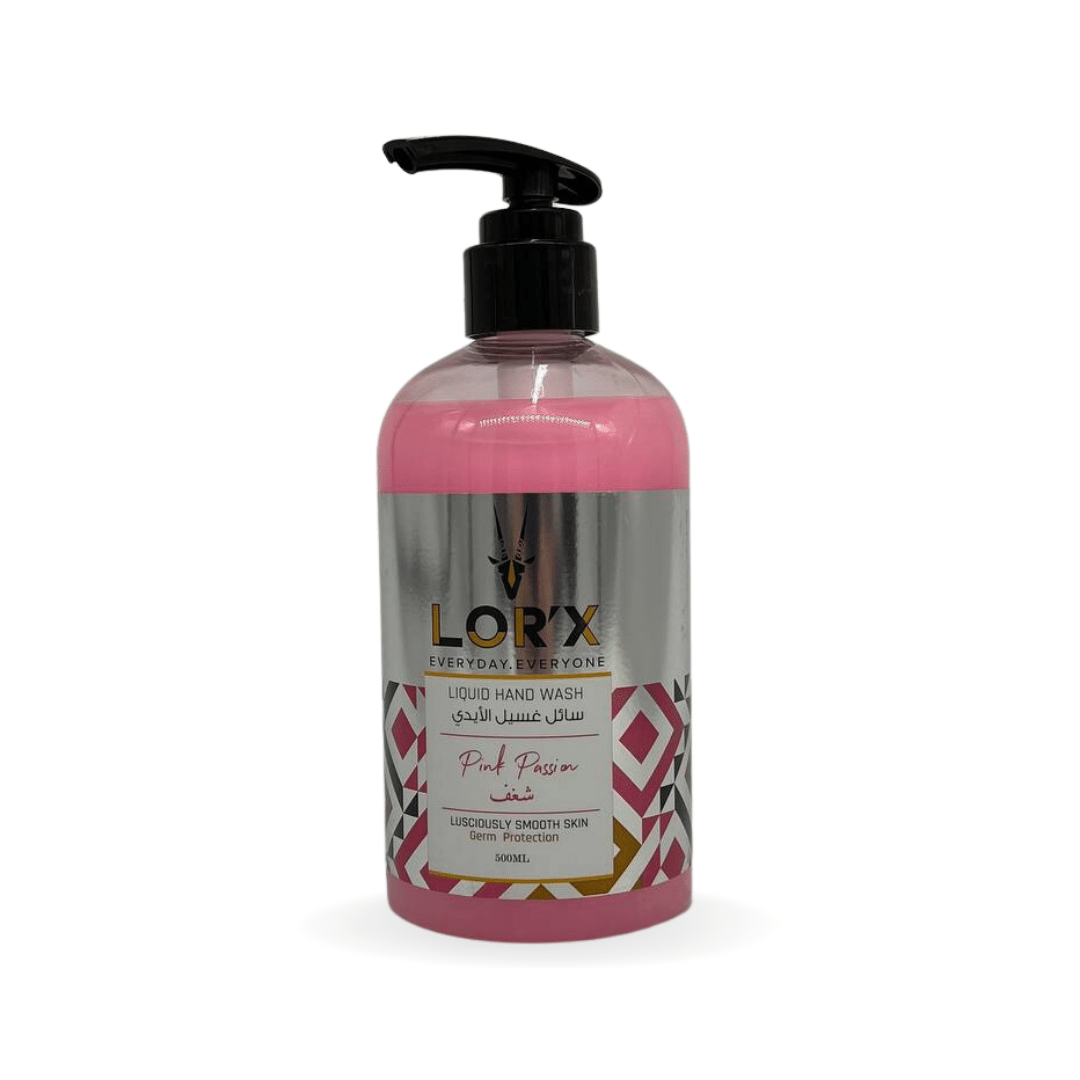 LOR'X
EVERYDAY.EVERYONE
LIQUID HAND WASH
سائل غسيل الأيدي
Pink Passion
شغف
LUSCIOUSLY SMOOTH SKIN
Germ Protection
500ML